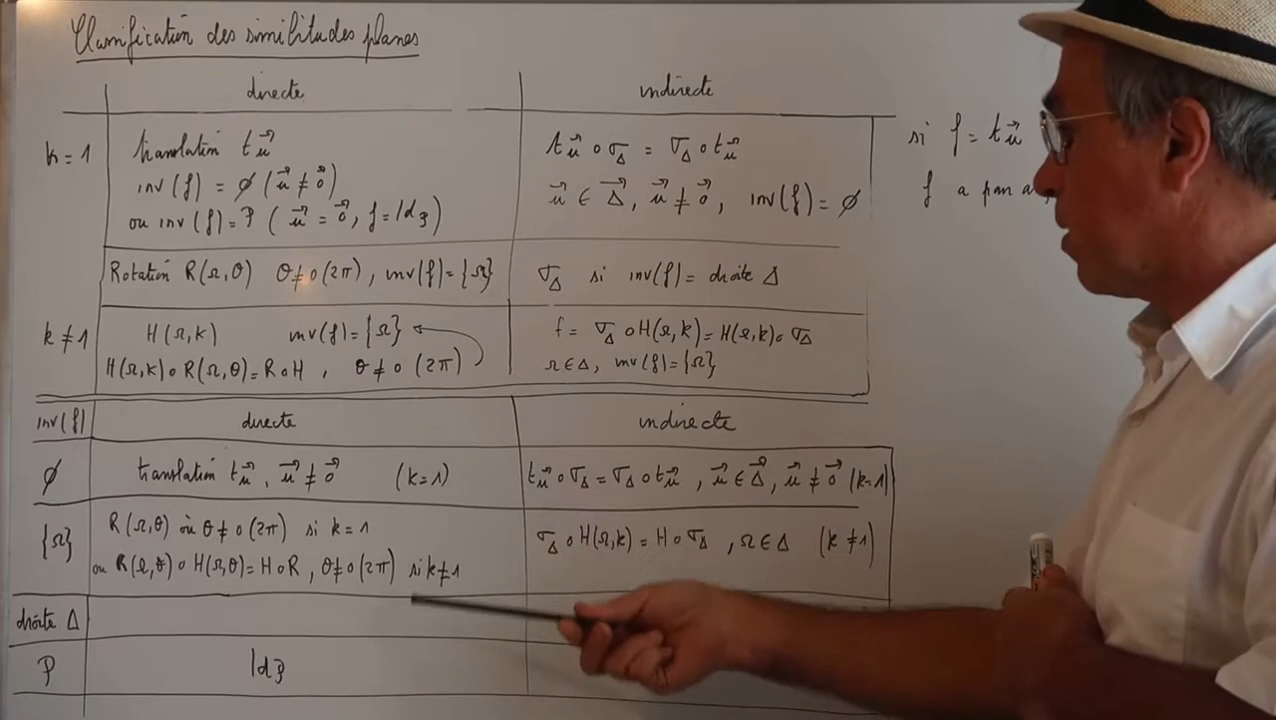 Classification des similitudes planes
directe indirecte
k = 1 translation t_u⃗ t_u⃗ o σ_Δ = σ_Δ o t_u⃗
inv(f) = ∅ (u⃗ ≠ 0⃗) u⃗ ∈ Δ⃗, u⃗ ≠ 0⃗, inv(f) = ∅
ou inv(f) = P (u⃗ = 0⃗, f = Id_P)
si f = t_u⃗
f a pan a
Rotation R(Ω,θ) θ ≠ 0 (2π), inv(f) = {Ω} σ_Δ si inv(f) = droite Δ
k ≠ 1 H(Ω,k) inv(f) = {Ω} f = σ_Δ o H(Ω,k) = H(Ω,k) o σ_Δ
H(Ω,k) o R(Ω,θ) = R o H , θ ≠ 0 (2π) Ω ∈ Δ, inv(f) = {Ω}
inv(f) directe indirecte
∅ translation t_u⃗, u⃗ ≠ 0⃗ (k=1) t_u⃗ o σ_Δ = σ_Δ o t_u⃗ , u⃗ ∈ Δ⃗, u⃗ ≠ 0⃗ (k=1)
{Ω} R(Ω,θ) où θ ≠ 0 (2π) si k = 1
ou R(Ω,θ) o H(Ω,θ) = H o R , θ ≠ 0 (2π) si k ≠ 1 σ_Δ o H(Ω,k) = H o σ_Δ , Ω ∈ Δ (k ≠ 1)
droite Δ
P Id_P